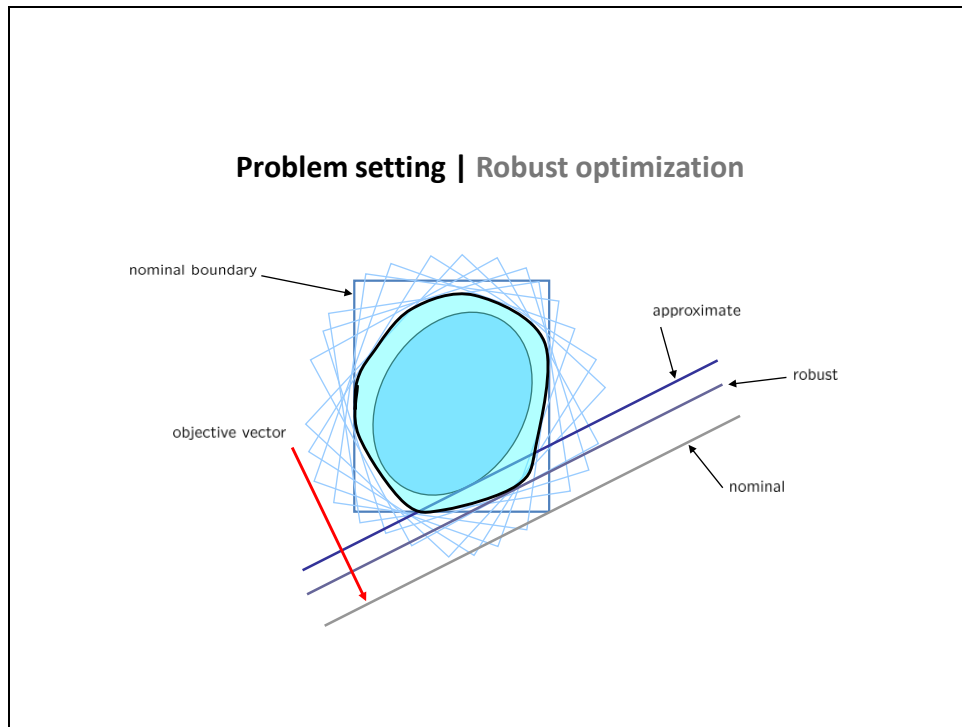 Problem setting | Robust optimization
nominal boundary
approximate
robust
objective vector
nominal